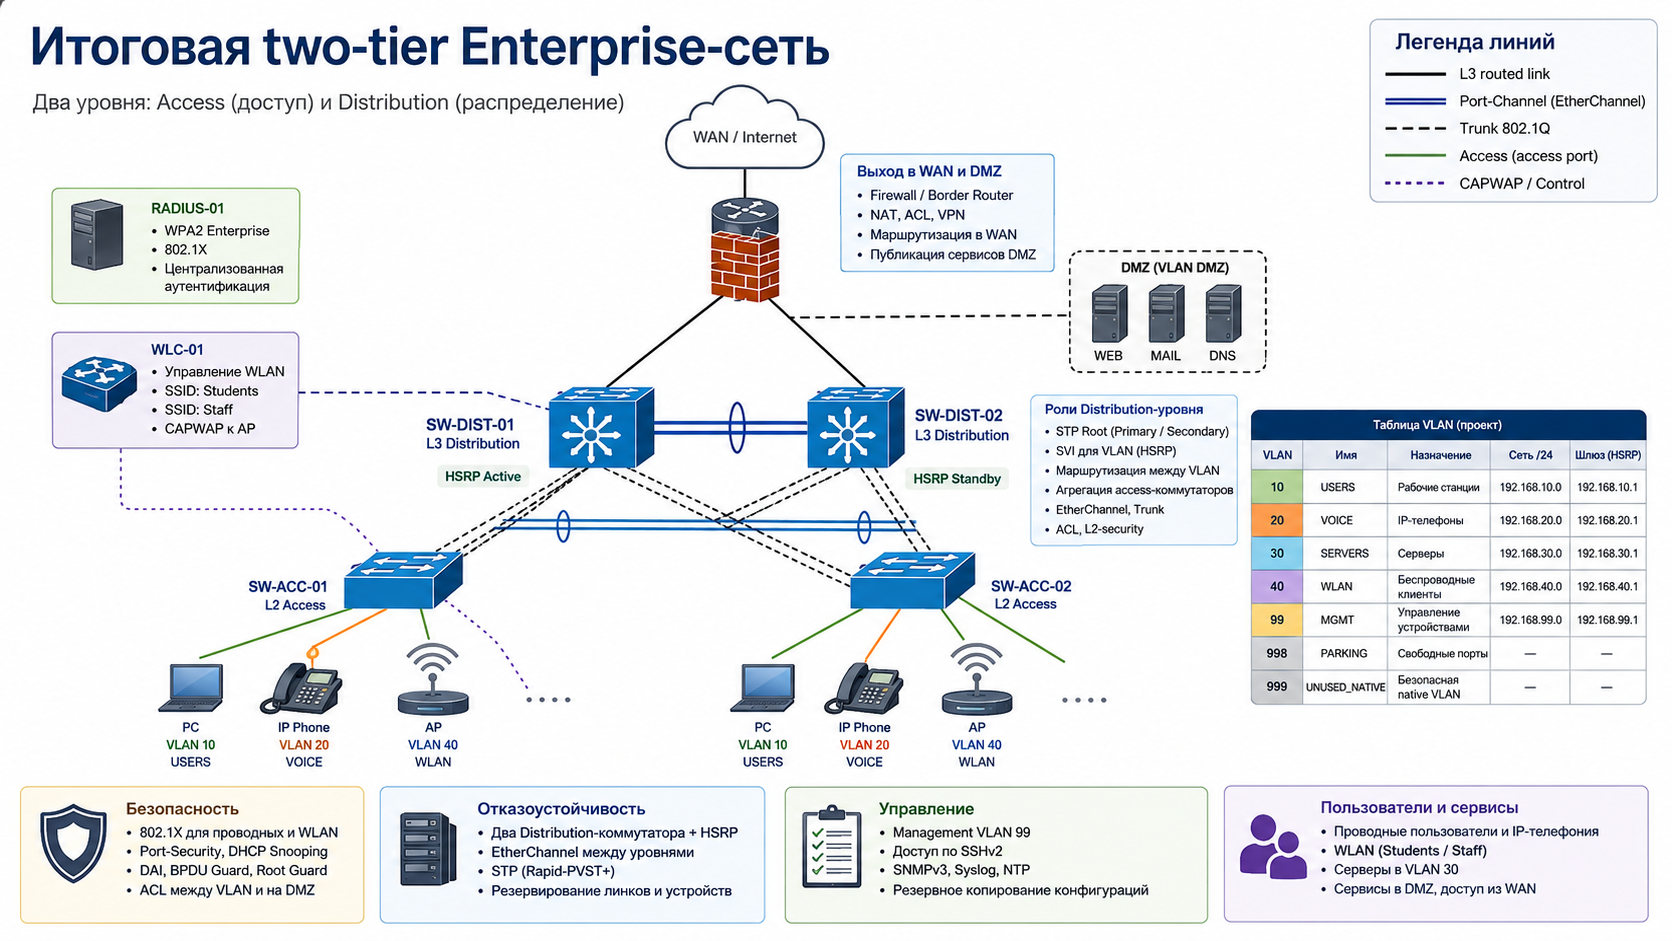 Итоговая two-tier Enterprise-сеть
Два уровня: Access (доступ) и Distribution (распределение)
Легенда линий
L3 routed link
Port-Channel (EtherChannel)
Trunk 802.1Q
Access (access port)
CAPWAP / Control
WAN / Internet
Выход в WAN и DMZ
• Firewall / Border Router
• NAT, ACL, VPN
• Маршрутизация в WAN
• Публикация сервисов DMZ
RADIUS-01
• WPA2 Enterprise
• 802.1X
• Централизованная
аутентификация
DMZ (VLAN DMZ)
WEB
MAIL
DNS
WLC-01
• Управление WLAN
• SSID: Students
• SSID: Staff
• CAPWAP к AP
SW-DIST-01
L3 Distribution
HSRP Active
SW-DIST-02
L3 Distribution
HSRP Standby
Роли Distribution-уровня
• STP Root (Primary / Secondary)
• SVI для VLAN (HSRP)
• Маршрутизация между VLAN
• Агрегация access-коммутаторов
• EtherChannel, Trunk
• ACL, L2-security
Таблица VLAN (проект)
VLAN Имя Назначение Сеть /24 Шлюз (HSRP)
10 USERS Рабочие станции 192.168.10.0 192.168.10.1
20 VOICE IP-телефоны 192.168.20.0 192.168.20.1
30 SERVERS Серверы 192.168.30.0 192.168.30.1
40 WLAN Беспроводные клиенты 192.168.40.0 192.168.40.1
99 MGMT Управление устройствами 192.168.99.0 192.168.99.1
998 PARKING Свободные порты — —
999 UNUSED_NATIVE Безопасная native VLAN — —
SW-ACC-01
L2 Access
SW-ACC-02
L2 Access
PC
VLAN 10
USERS
IP Phone
VLAN 20
VOICE
AP
VLAN 40
WLAN
PC
VLAN 10
USERS
IP Phone
VLAN 20
VOICE
AP
VLAN 40
WLAN
Безопасность
• 802.1X для проводных и WLAN
• Port-Security, DHCP Snooping
• DAI, BPDU Guard, Root Guard
• ACL между VLAN и на DMZ
Отказоустойчивость
• Два Distribution-коммутатора + HSRP
• EtherChannel между уровнями
• STP (Rapid-PVST+)
• Резервирование линков и устройств
Управление
• Management VLAN 99
• Доступ по SSHv2
• SNMPv3, Syslog, NTP
• Резервное копирование конфигураций
Пользователи и сервисы
• Проводные пользователи и IP-телефония
• WLAN (Students / Staff)
• Серверы в VLAN 30
• Сервисы в DMZ, доступ из WAN